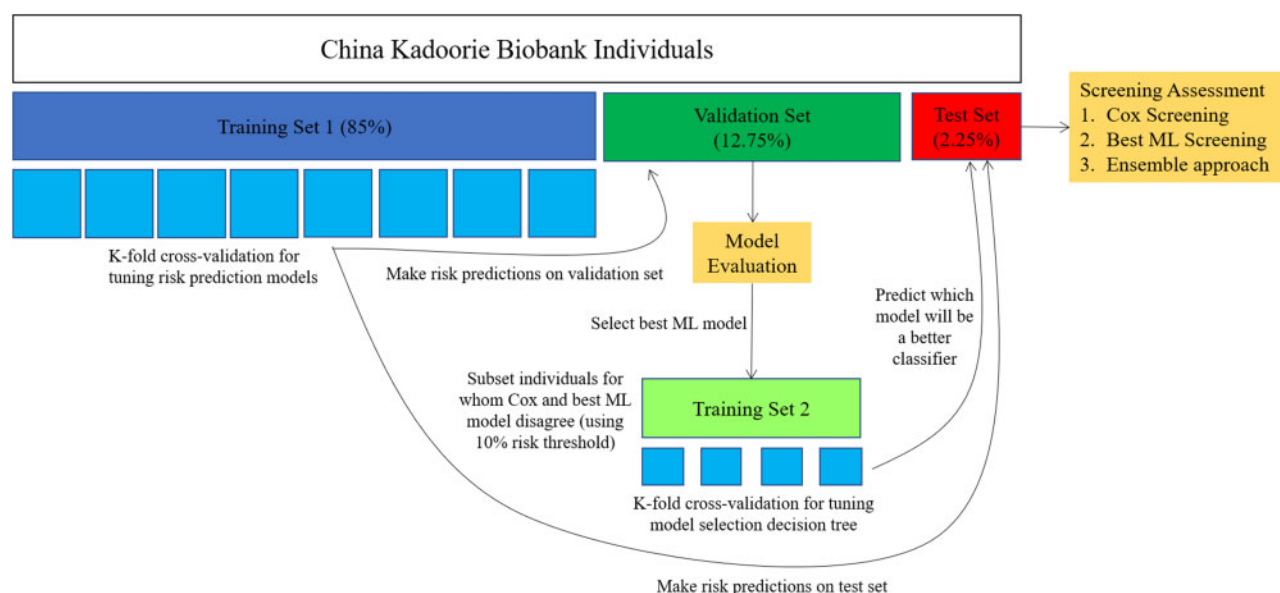 China Kadoorie Biobank Individuals
Training Set 1 (85%)
Validation Set
(12.75%)
Test Set
(2.25%)
Screening Assessment
1. Cox Screening
2. Best ML Screening
3. Ensemble approach
K-fold cross-validation for
tuning risk prediction models
Make risk predictions on validation set
Model
Evaluation
Select best ML model
Predict which
model will be
a better
classifier
Subset individuals for
whom Cox and best ML
model disagree (using
10% risk threshold)
Training Set 2
K-fold cross-validation for tuning
model selection decision tree
Make risk predictions on test set